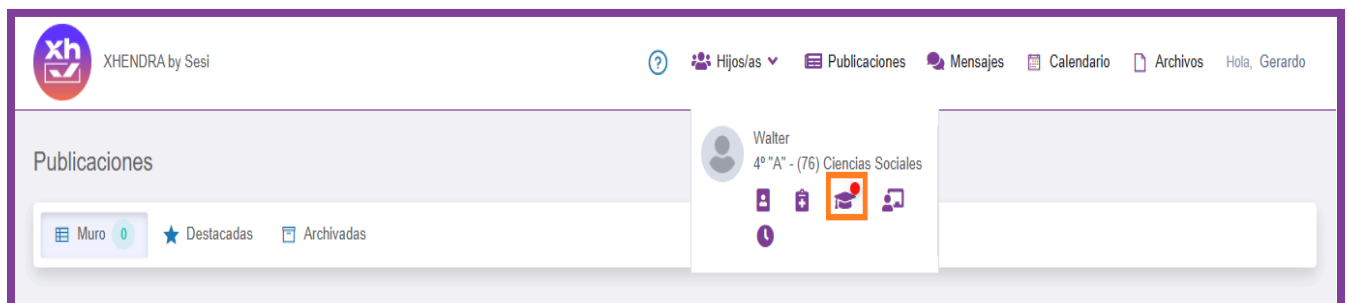 xh
XHENDRA by Sesi
? Hijos/as Publicaciones Mensajes Calendario Archivos Hola, Gerardo
Walter
4º "A" - (76) Ciencias Sociales
Publicaciones
Muro 0 Destacadas Archivadas